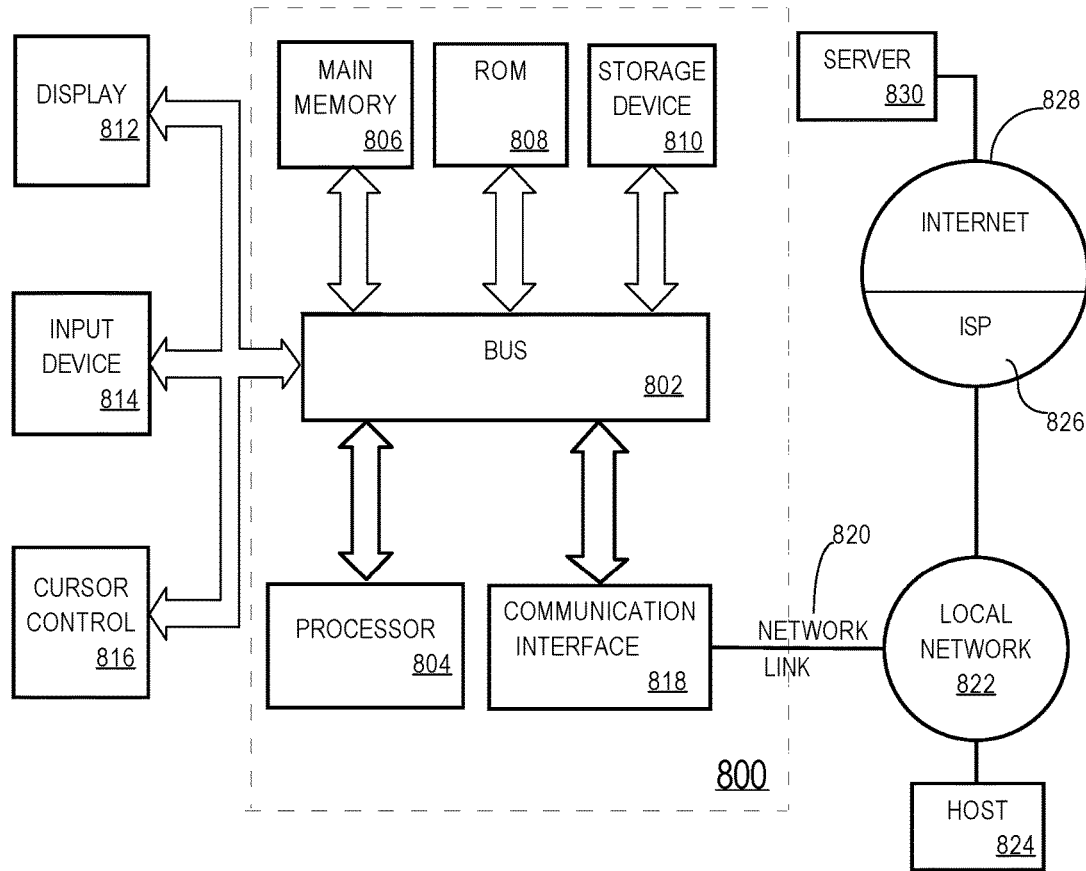 DISPLAY
812
INPUT
DEVICE
814
CURSOR
CONTROL
816
MAIN
MEMORY
806
ROM
808
STORAGE
DEVICE
810
BUS
802
PROCESSOR
804
COMMUNICATION
INTERFACE
818
800
SERVER
830
828
INTERNET
ISP
826
820
NETWORK
LINK
LOCAL
NETWORK
822
HOST
824